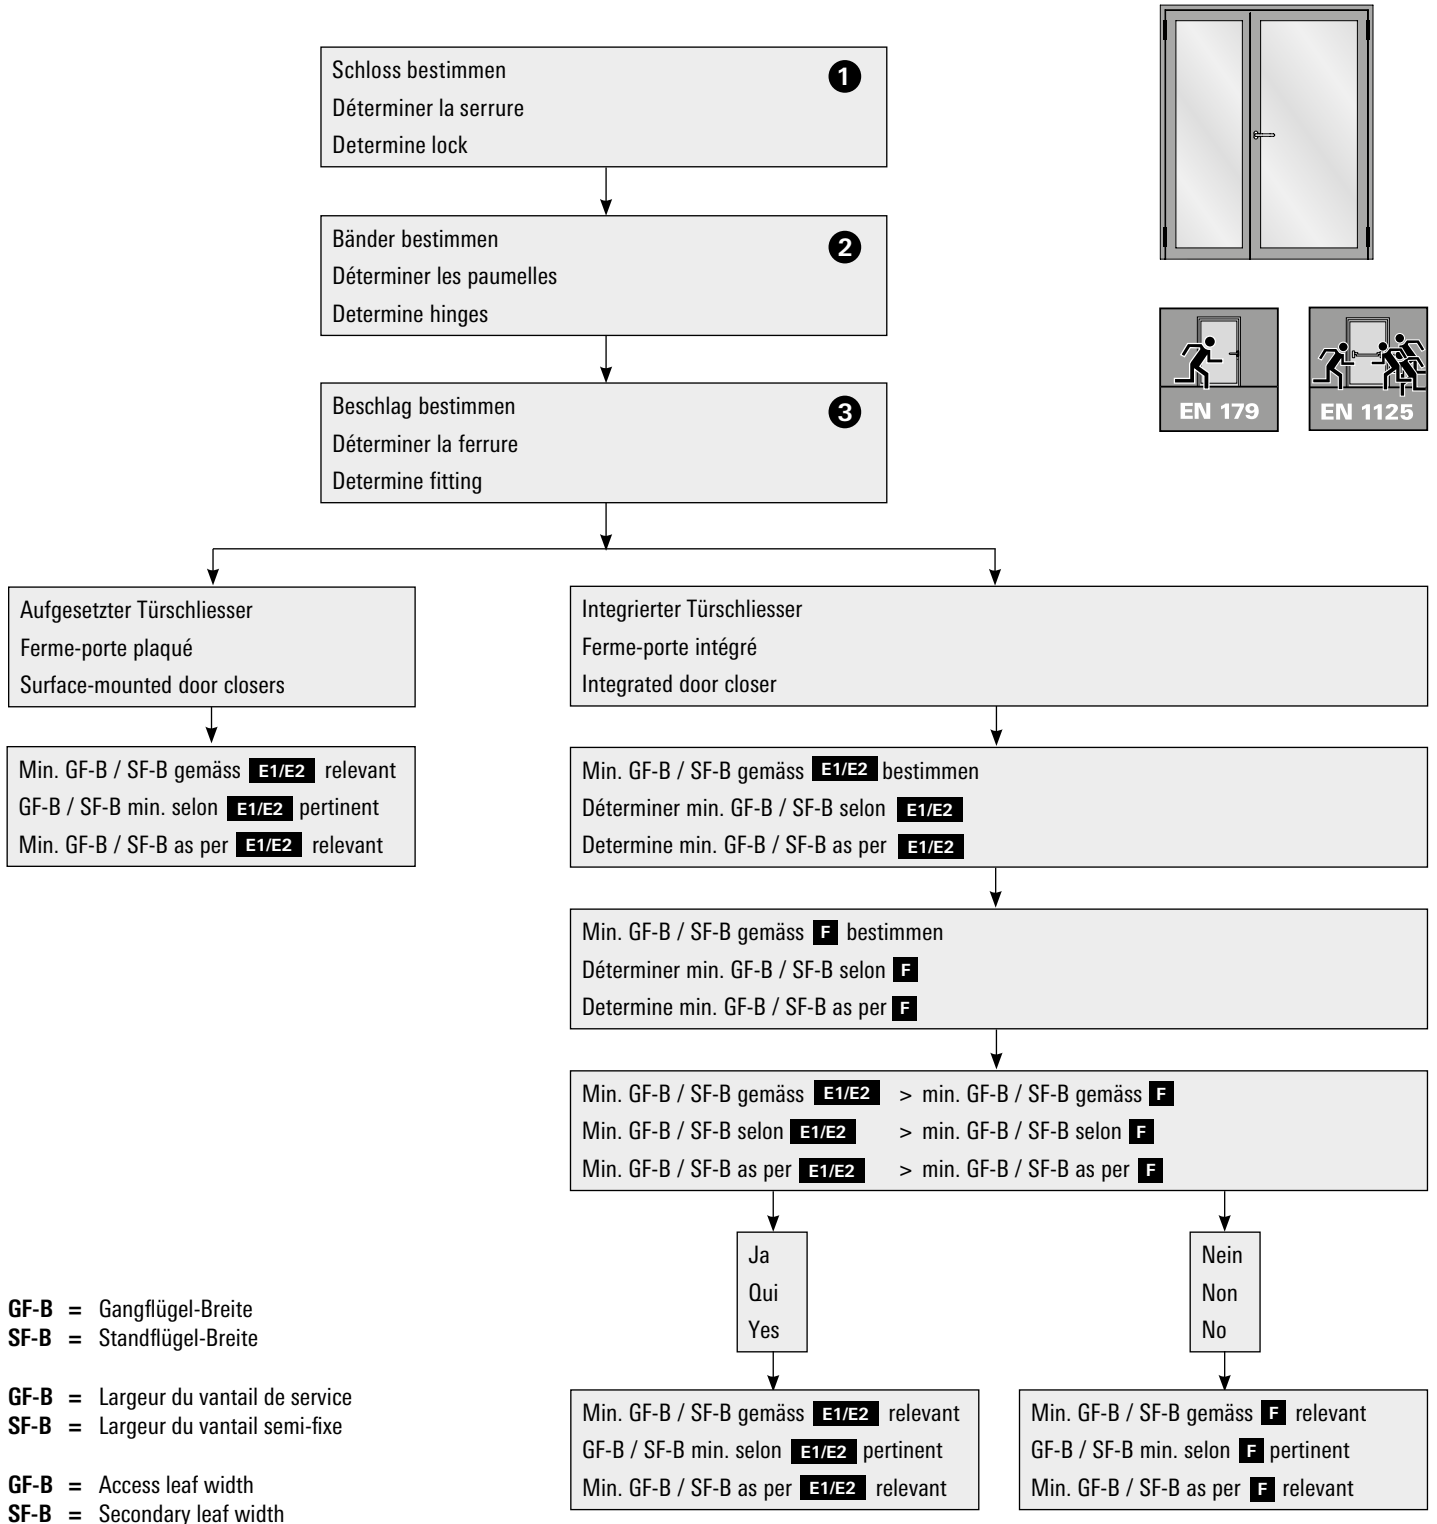 Schloss bestimmen
Déterminer la serrure
Determine lock
1
Bänder bestimmen
Déterminer les paumelles
Determine hinges
2
EN 179
EN 1125
Beschlag bestimmen
Déterminer la ferrure
Determine fitting
3
Aufgesetzter Türschliesser
Ferme-porte plaqué
Surface-mounted door closers
Integrierter Türschliesser
Ferme-porte intégré
Integrated door closer
Min. GF-B / SF-B gemäss E1/E2 relevant
GF-B / SF-B min. selon E1/E2 pertinent
Min. GF-B / SF-B as per E1/E2 relevant
Min. GF-B / SF-B gemäss E1/E2 bestimmen
Déterminer min. GF-B / SF-B selon E1/E2
Determine min. GF-B / SF-B as per E1/E2
Min. GF-B / SF-B gemäss F bestimmen
Déterminer min. GF-B / SF-B selon F
Determine min. GF-B / SF-B as per F
Min. GF-B / SF-B gemäss E1/E2 > min. GF-B / SF-B gemäss F
Min. GF-B / SF-B selon E1/E2 > min. GF-B / SF-B selon F
Min. GF-B / SF-B as per E1/E2 > min. GF-B / SF-B as per F
Ja
Qui
Yes
Nein
Non
No
Min. GF-B / SF-B gemäss E1/E2 relevant
GF-B / SF-B min. selon E1/E2 pertinent
Min. GF-B / SF-B as per E1/E2 relevant
Min. GF-B / SF-B gemäss F relevant
GF-B / SF-B min. selon F pertinent
Min. GF-B / SF-B as per F relevant
GF-B = Gangflügel-Breite
SF-B = Standflügel-Breite
GF-B = Largeur du vantail de service
SF-B = Largeur du vantail semi-fixe
GF-B = Access leaf width
SF-B = Secondary leaf width